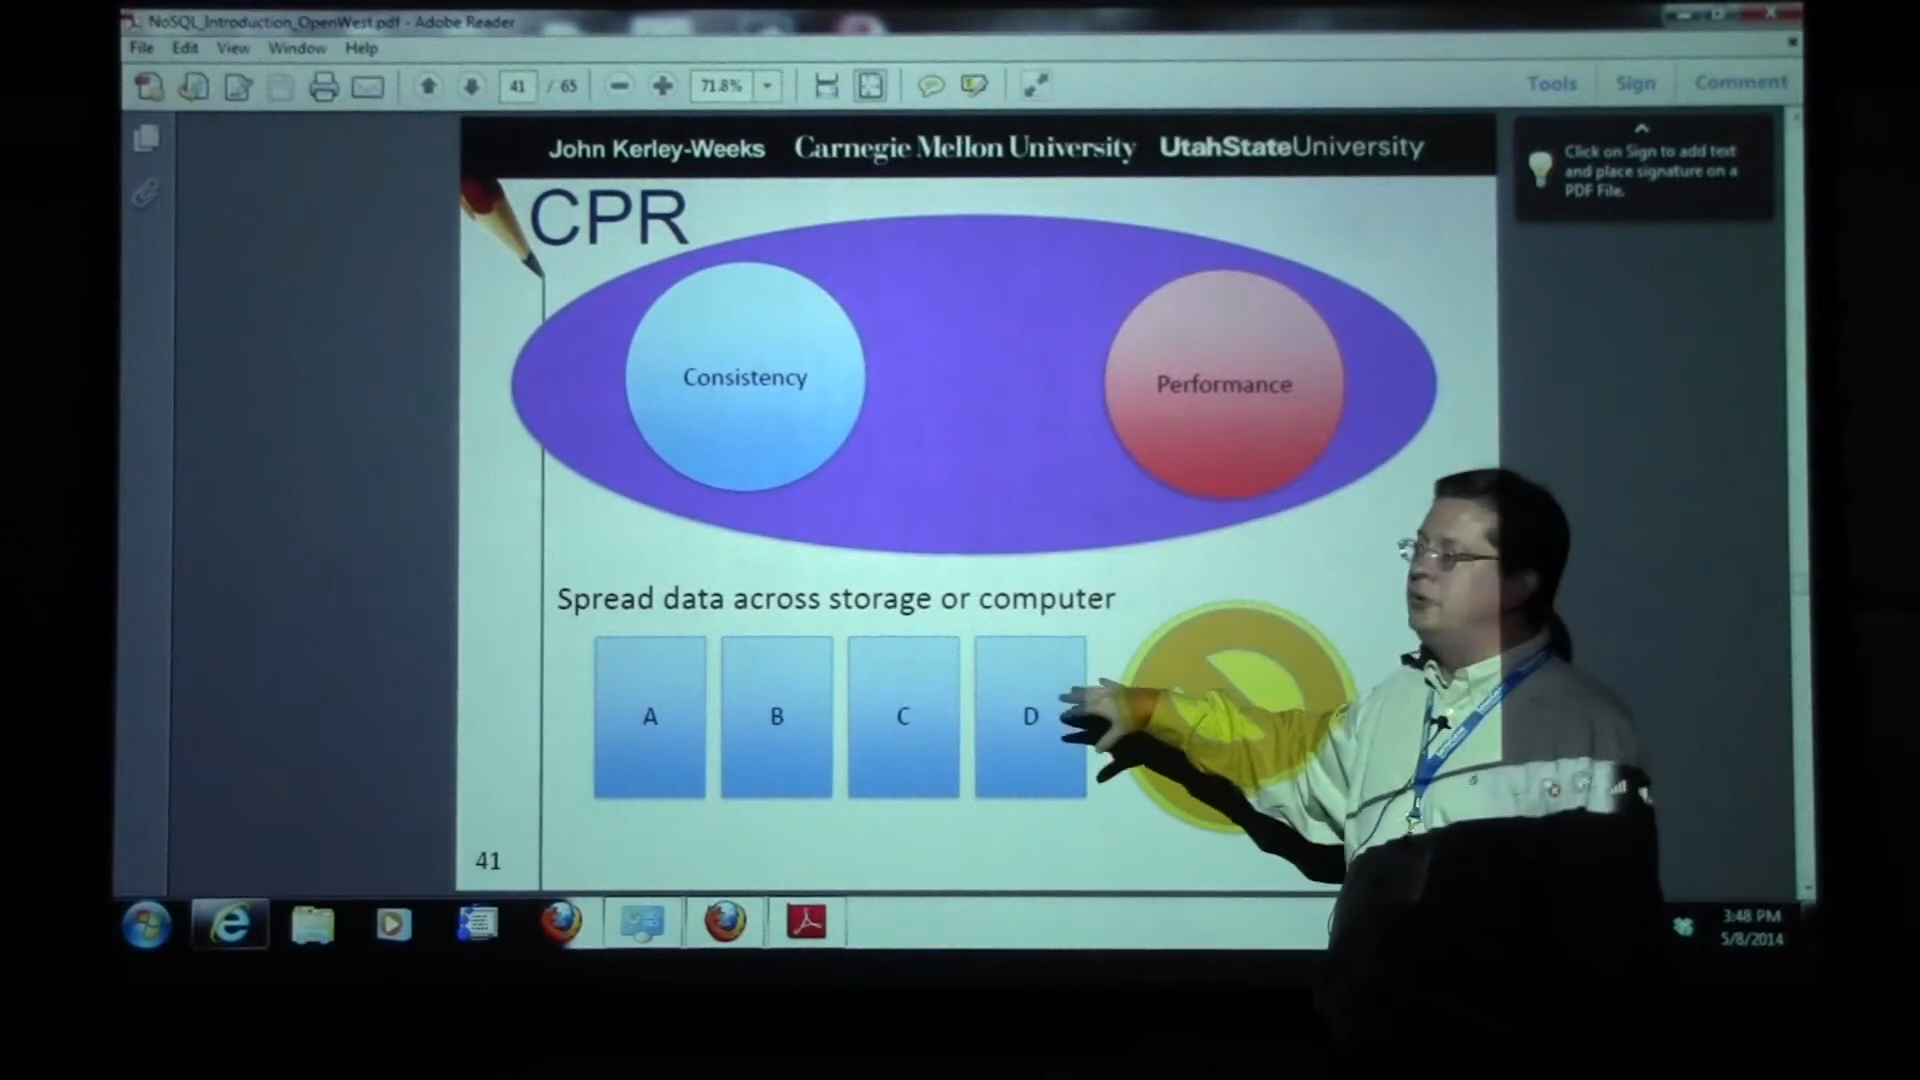 NoSQL_Introduction_OpenWest.pdf - Adobe Reader
File Edit View Window Help
41 / 65 71.8% Tools Sign Comment
John Kerley-Weeks Carnegie Mellon University UtahStateUniversity
Click on Sign to add text
and place signature on a
PDF File.
CPR
Consistency
Performance
Spread data across storage or computer
A B C D
41
3:48 PM
5/8/2014